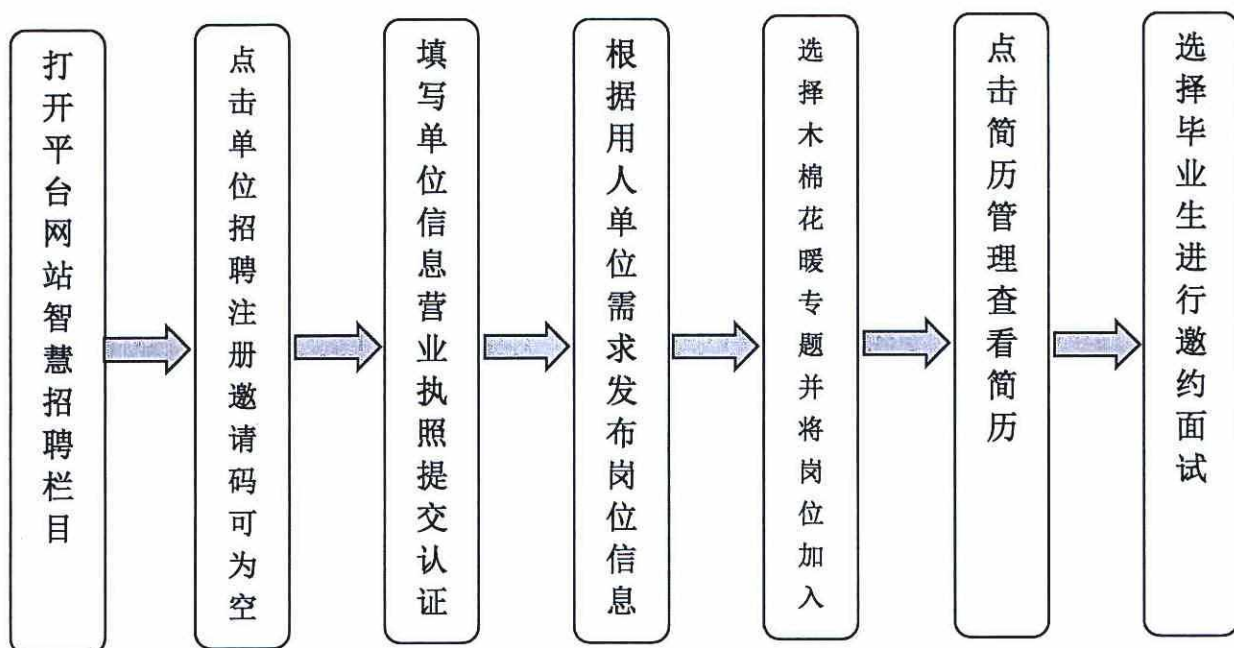 打开平台网站智慧招聘栏目
点击单位招聘注册邀请码可为空
填写单位信息营业执照提交认证
根据用人单位需求发布岗位信息
选择木棉花暖专题并将岗位加入
点击简历管理查看简历
选择毕业生进行邀约面试